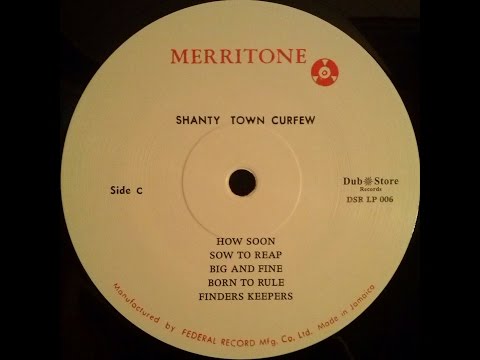 MERRITONE
SHANTY TOWN CURFEW
Side C
Dub Store
Records
DSR LP 006
HOW SOON
SOW TO REAP
BIG AND FINE
BORN TO RULE
FINDERS KEEPERS
Manufactured by FEDERAL RECORD Mfg. Co. Ltd. Made in Jamaica